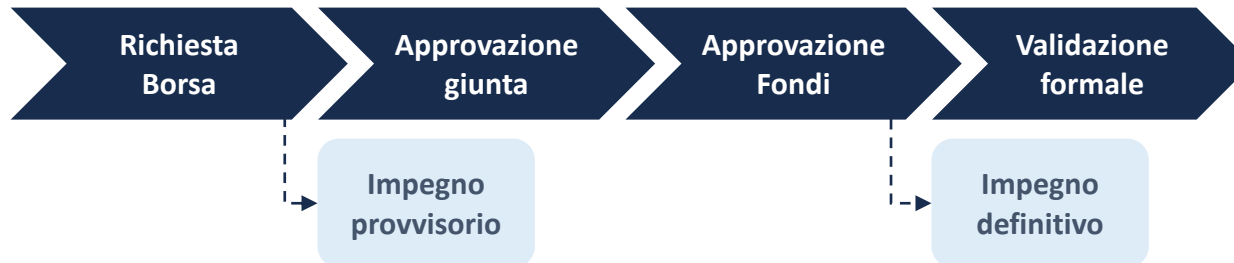 Richiesta
Borsa
Approvazione
giunta
Approvazione
Fondi
Validazione
formale
Impegno
provvisorio
Impegno
definitivo